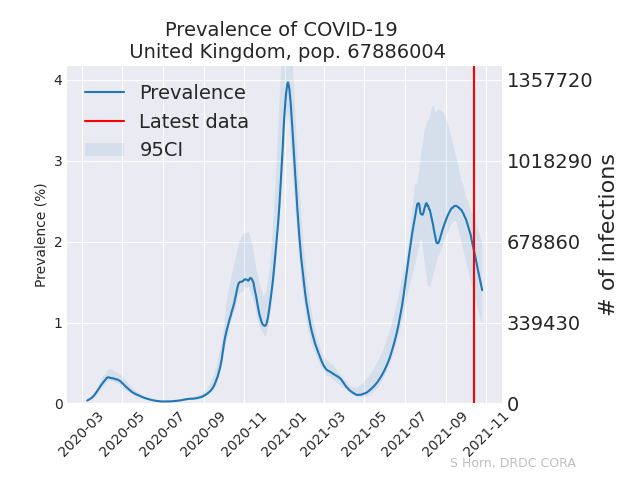 Prevalence of COVID-19
United Kingdom, pop. 67886004
Prevalence
Latest data
95CI
Prevalence (%)
4
3
2
1
0
1357720
1018290
678860
339430
0
# of infections
2020-03
2020-05
2020-07
2020-09
2020-11
2021-01
2021-03
2021-05
2021-07
2021-09
2021-11
S Horn, DRDC CORA